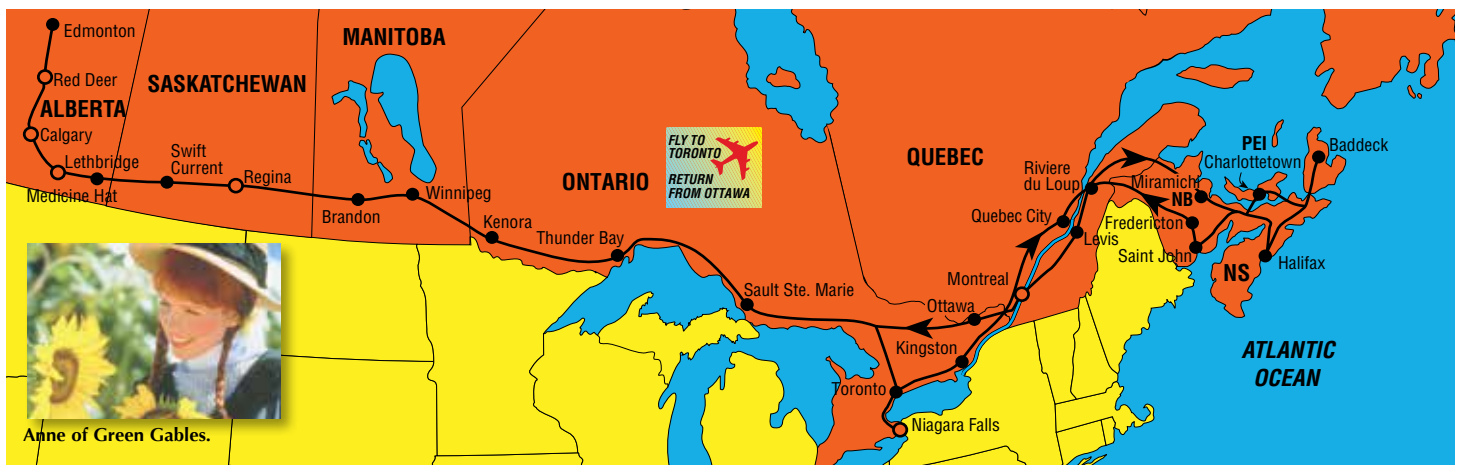 Edmonton
Red Deer
ALBERTA
Calgary
Lethbridge
Medicine Hat
SASKATCHEWAN
Swift
Current
Regina
MANITOBA
Brandon
Winnipeg
Kenora
Thunder Bay
ONTARIO
Sault Ste. Marie
FLY TO
TORONTO
RETURN
FROM OTTAWA
Ottawa
Kingston
Toronto
Niagara Falls
QUEBEC
Montreal
Quebec City
Levis
Riviere
du Loup
Miramichi
NB
Fredericton
Saint John
PEI
Charlottetown
Baddeck
Halifax
NS
ATLANTIC
OCEAN
Anne of Green Gables.